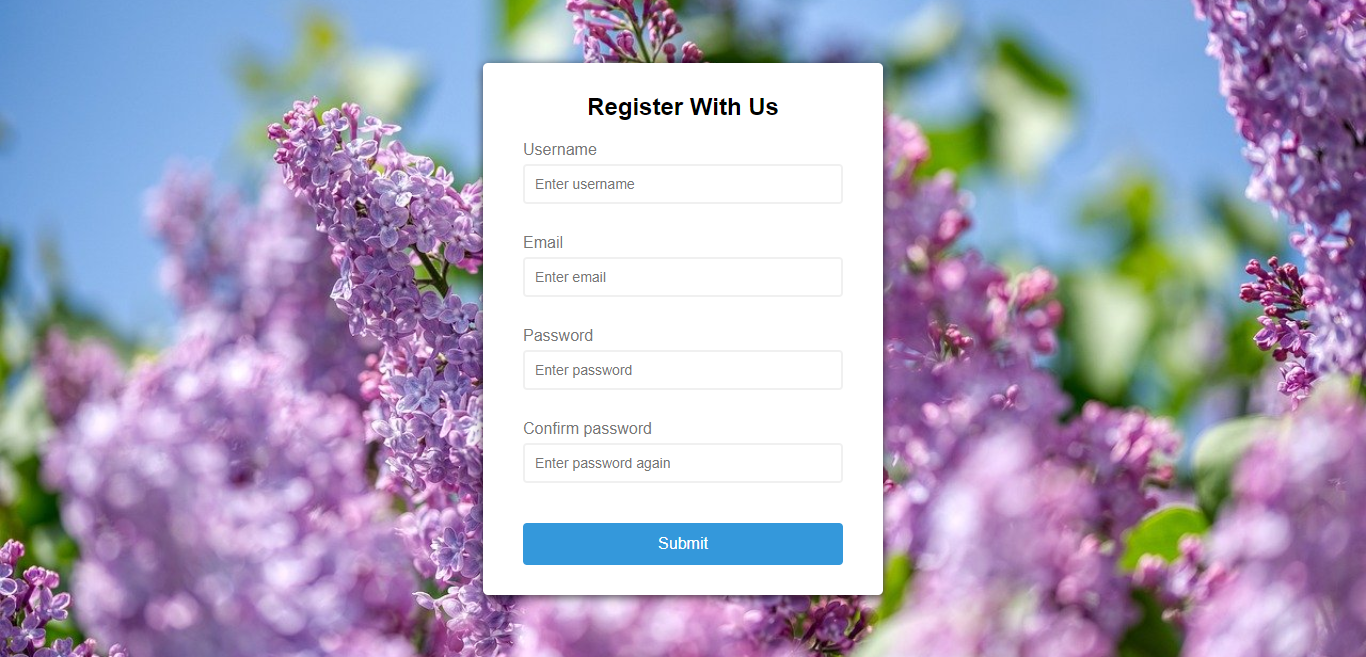 Register With Us
Username
Enter username
Email
Enter email
Password
Enter password
Confirm password
Enter password again
Submit